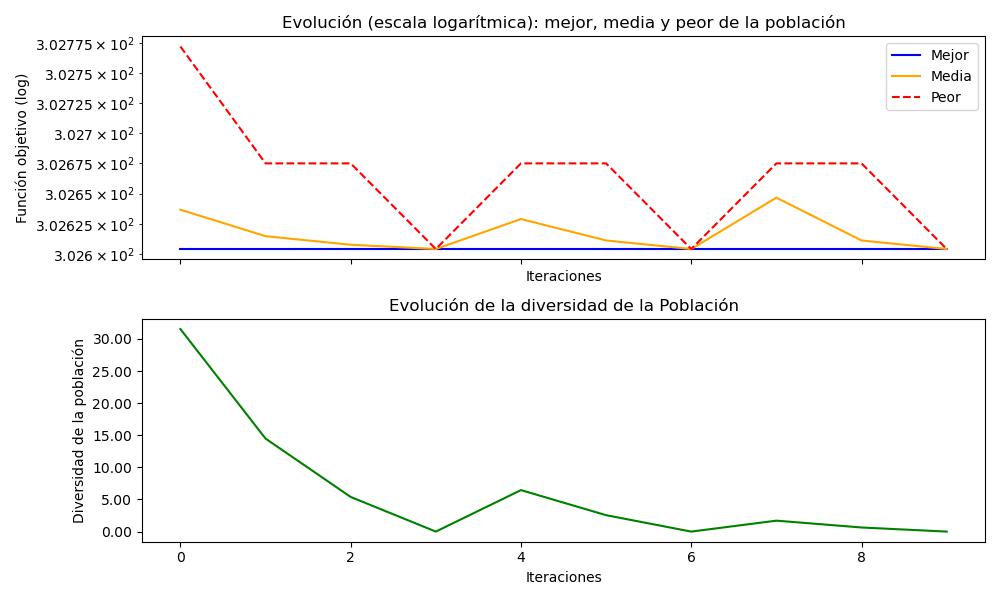 Evolución (escala logarítmica): mejor, media y peor de la población
Función objetivo (log)
3.02775 × 10²
3.0275 × 10²
3.02725 × 10²
3.027 × 10²
3.02675 × 10²
3.0265 × 10²
3.02625 × 10²
3.026 × 10²
Mejor
Media
Peor
Iteraciones
Evolución de la diversidad de la Población
Diversidad de la población
30.00
25.00
20.00
15.00
10.00
5.00
0.00
0 2 4 6 8
Iteraciones